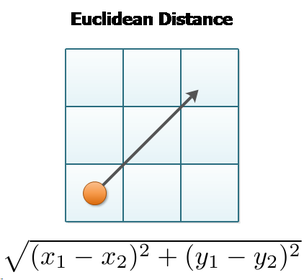 Euclidean Distance
√(x₁ − x₂)² + (y₁ − y₂)²